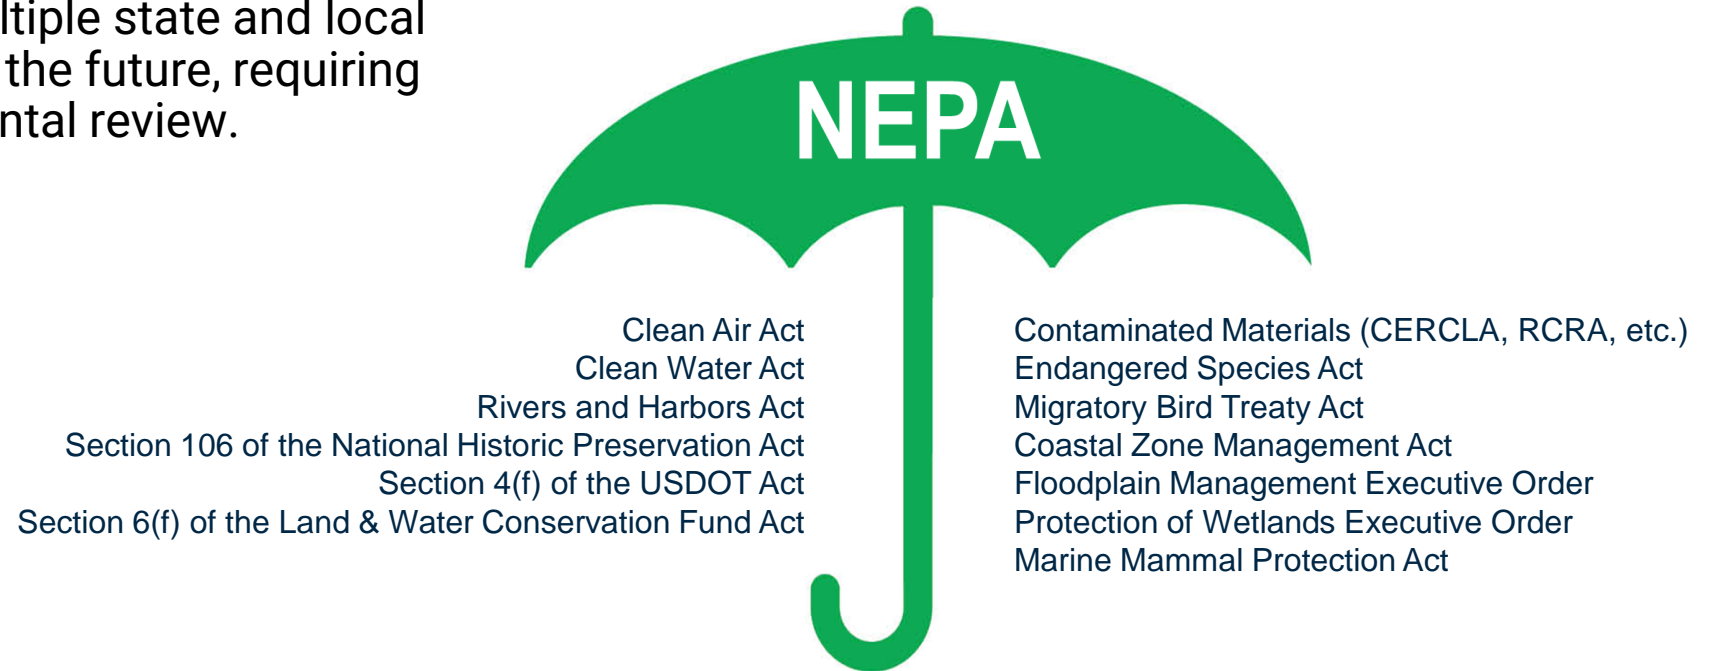 ltiple state and local
the future, requiring
ntal review.
NEPA
Clean Air Act
Clean Water Act
Rivers and Harbors Act
Section 106 of the National Historic Preservation Act
Section 4(f) of the USDOT Act
Section 6(f) of the Land & Water Conservation Fund Act
Contaminated Materials (CERCLA, RCRA, etc.)
Endangered Species Act
Migratory Bird Treaty Act
Coastal Zone Management Act
Floodplain Management Executive Order
Protection of Wetlands Executive Order
Marine Mammal Protection Act